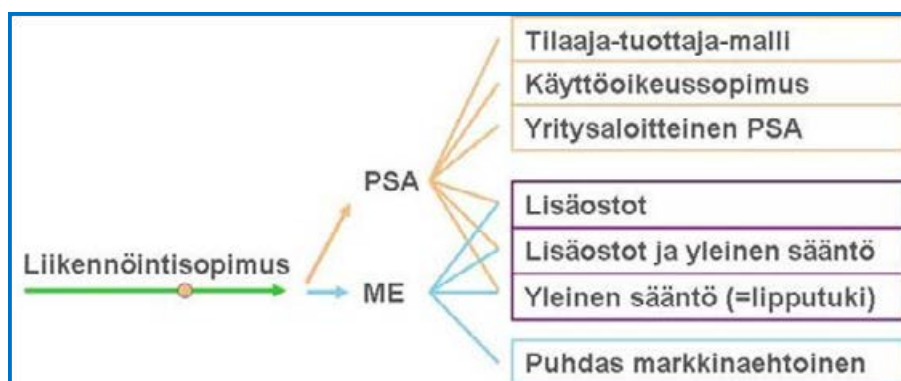 Tilaaja-tuottaja-malli
Käyttöoikeussopimus
Yritysaloitteinen PSA
PSA
Lisäostot
Lisäostot ja yleinen sääntö
Liikennöintisopimus
ME
Yleinen sääntö (=lipputuki)
Puhdas markkinaehtoinen